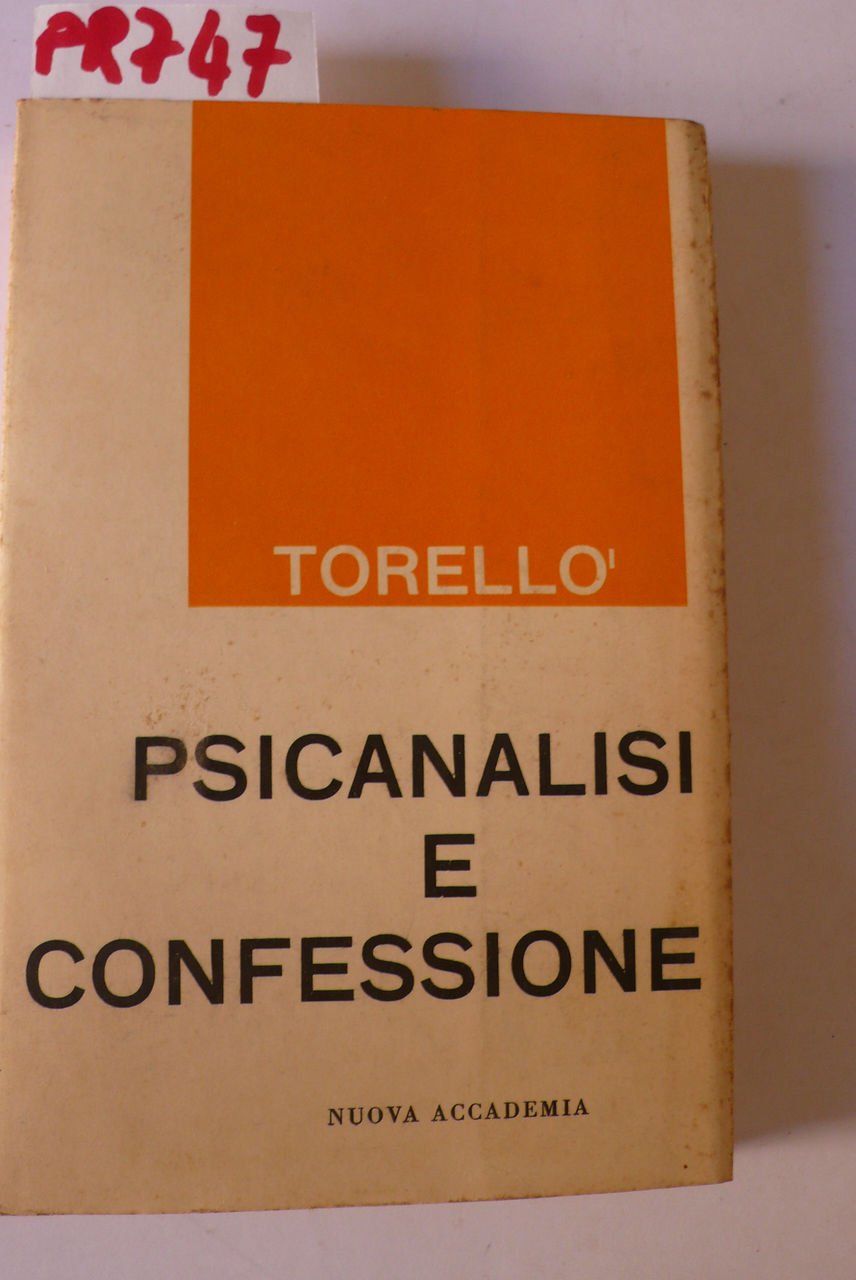 PR747
TORELLO'
PSICANALISI
E
CONFESSIONE
NUOVA ACCADEMIA